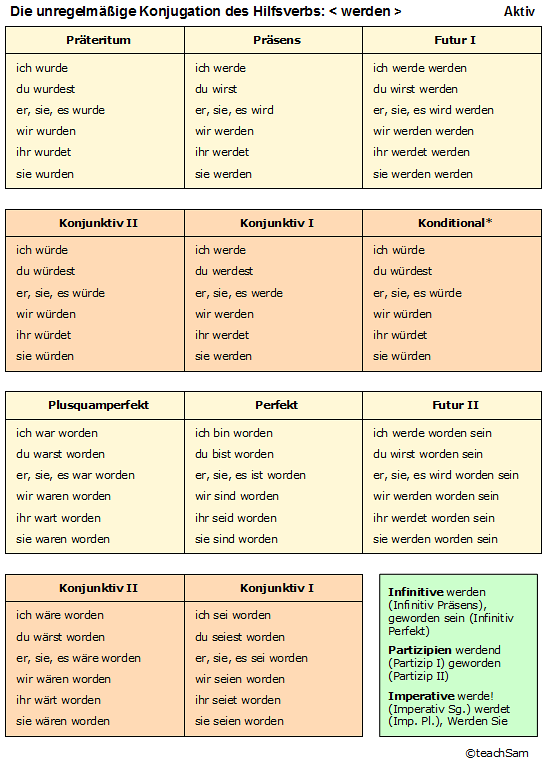 Die unregelmäßige Konjugation des Hilfsverbs: < werden > Aktiv
Präteritum Präsens Futur I
ich wurde ich werde ich werde werden
du wurdest du wirst du wirst werden
er, sie, es wurde er, sie, es wird er, sie, es wird werden
wir wurden wir werden wir werden werden
ihr wurdet ihr werdet ihr werdet werden
sie wurden sie werden sie werden werden
Konjunktiv II Konjunktiv I Konditional*
ich würde ich werde ich würde
du würdest du werdest du würdest
er, sie, es würde er, sie, es werde er, sie, es würde
wir würden wir werden wir würden
ihr würdet ihr werdet ihr würdet
sie würden sie werden sie würden
Plusquamperfekt Perfekt Futur II
ich war worden ich bin worden ich werde worden sein
du warst worden du bist worden du wirst worden sein
er, sie, es war worden er, sie, es ist worden er, sie, es wird worden sein
wir waren worden wir sind worden wir werden worden sein
ihr wart worden ihr seid worden ihr werdet worden sein
sie waren worden sie sind worden sie werden worden sein
Konjunktiv II Konjunktiv I
ich wäre worden ich sei worden
du wärst worden du seiest worden
er, sie, es wäre worden er, sie, es sei worden
wir wären worden wir seien worden
ihr wärt worden ihr seiet worden
sie wären worden sie seien worden
Infinitive werden
(Infinitiv Präsens),
geworden sein (Infinitiv
Perfekt)
Partizipien werdend
(Partizip I) geworden
(Partizip II)
Imperative werde!
(Imperativ Sg.) werdet
(Imp. Pl.), Werden Sie
©teachSam